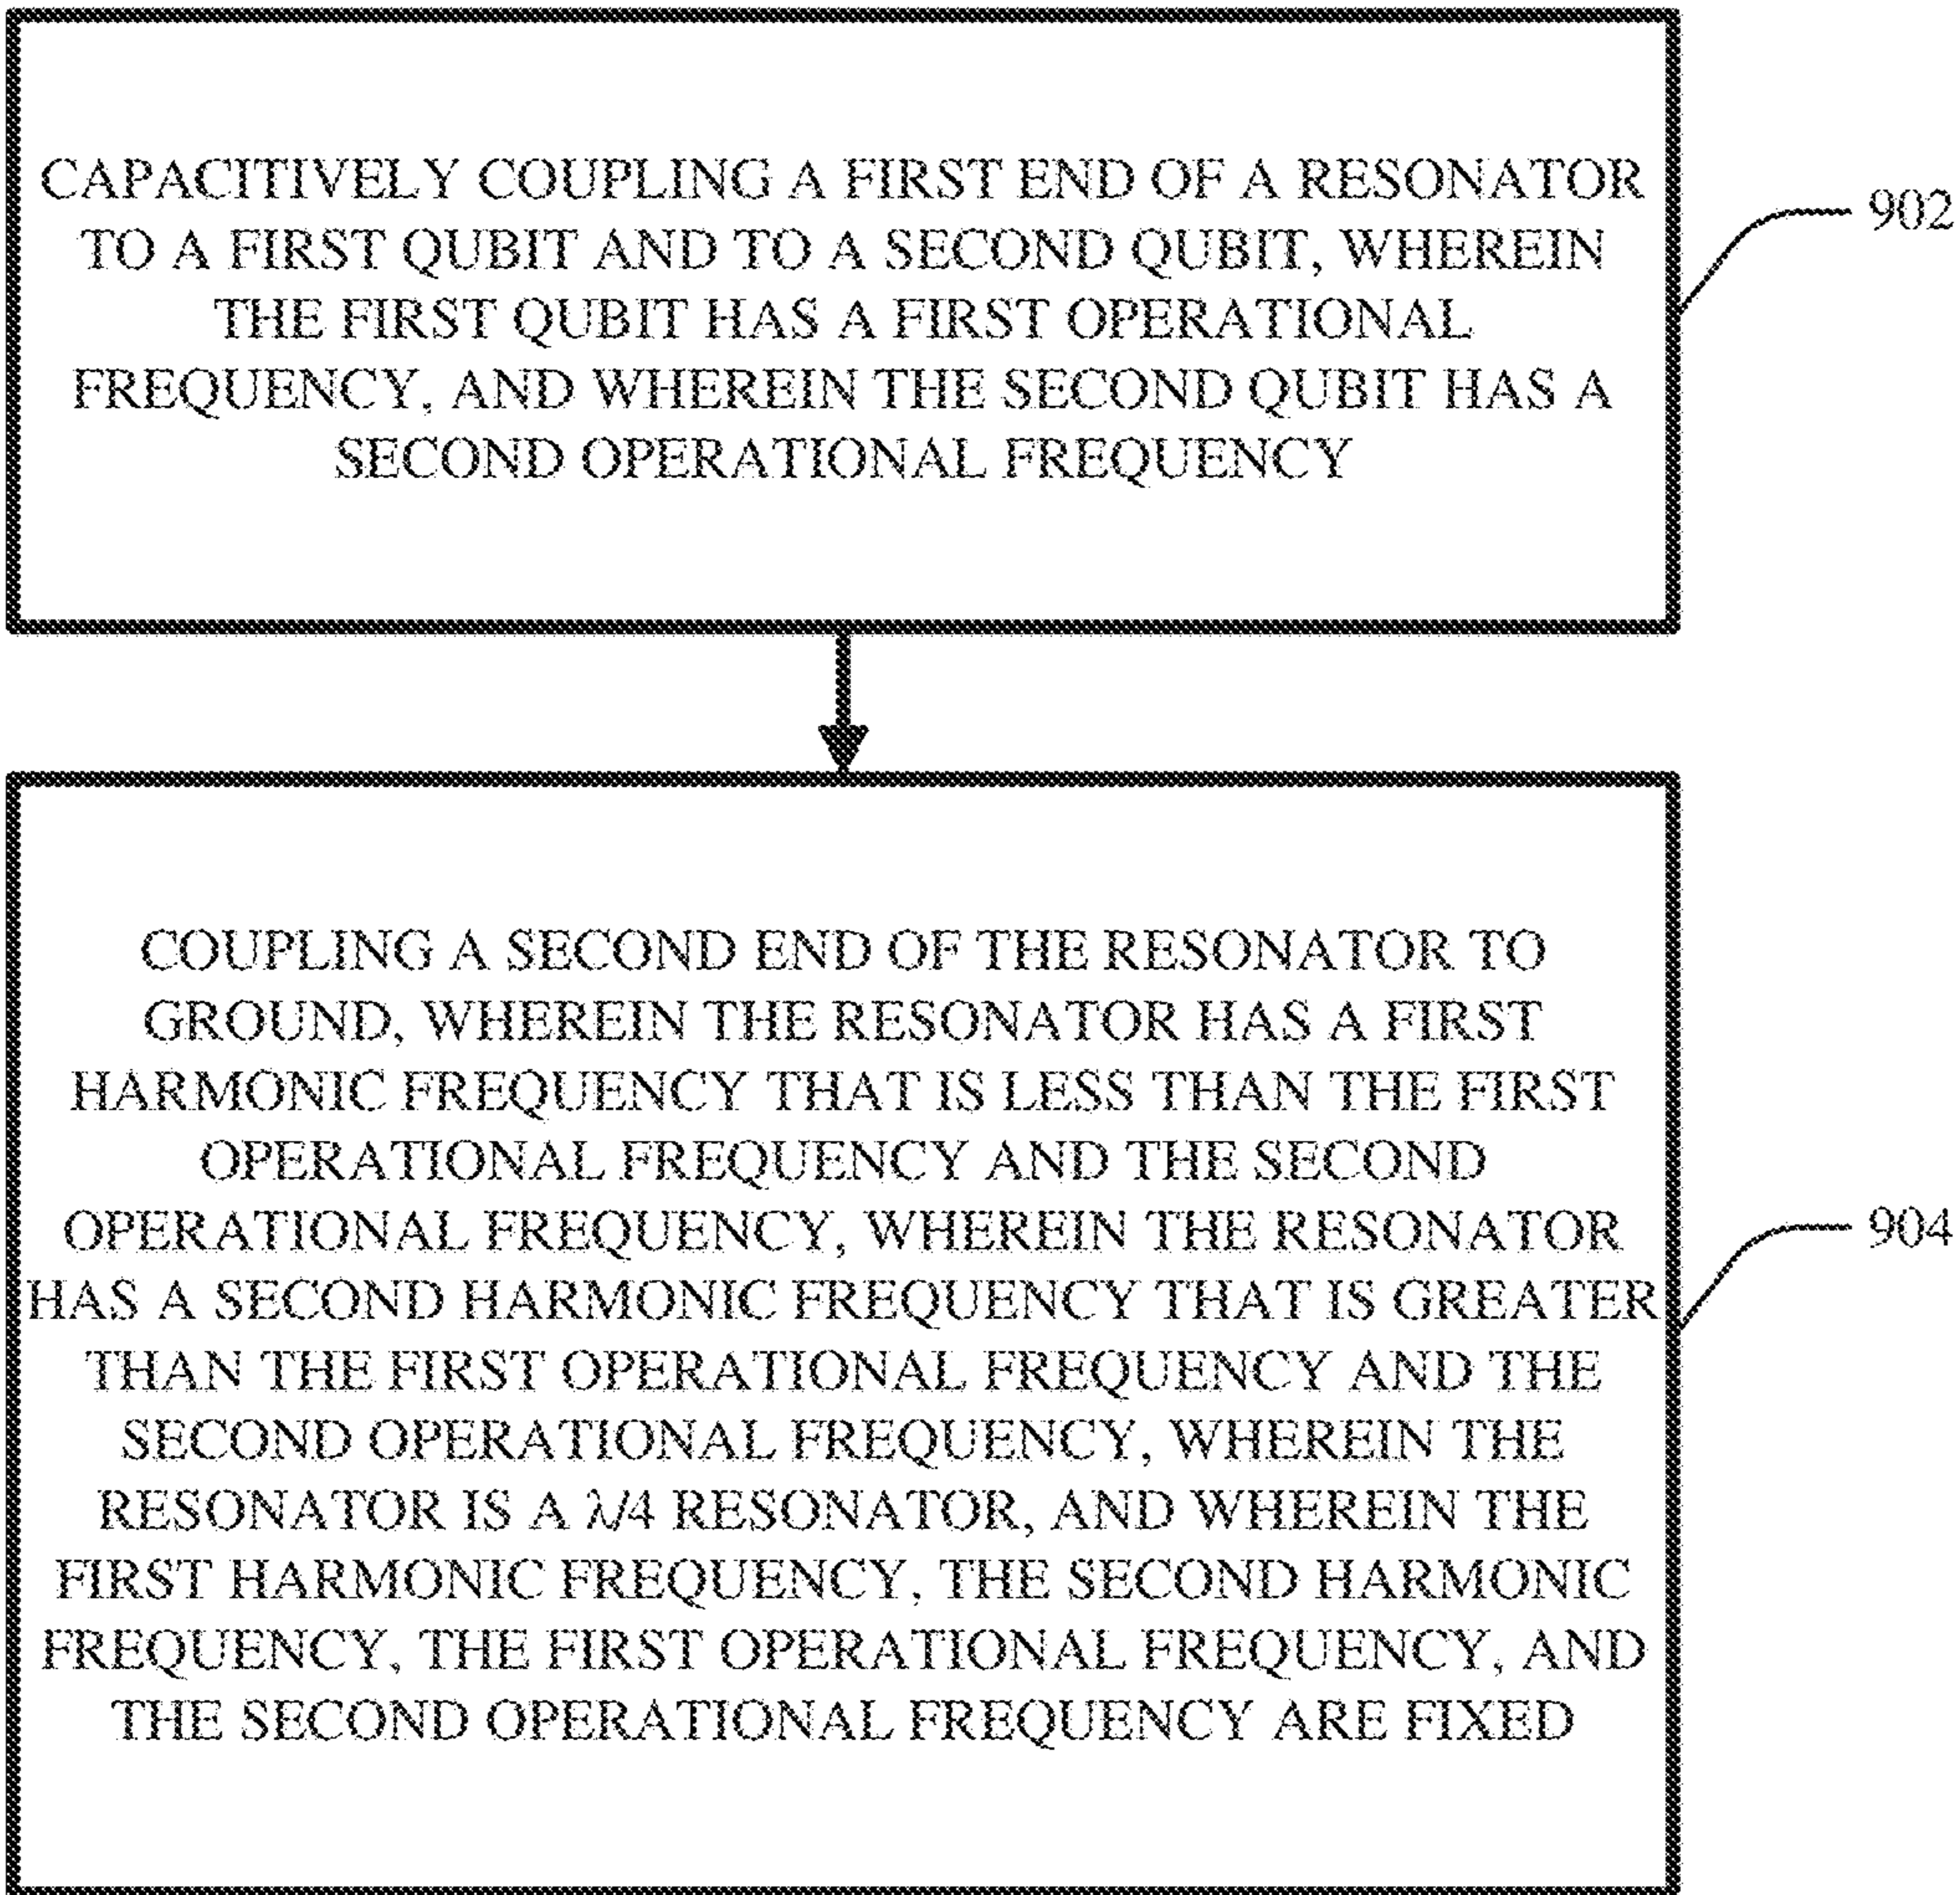 CAPACITIVELY COUPLING A FIRST END OF A RESONATOR
TO A FIRST QUBIT AND TO A SECOND QUBIT, WHEREIN
THE FIRST QUBIT HAS A FIRST OPERATIONAL
FREQUENCY, AND WHEREIN THE SECOND QUBIT HAS A
SECOND OPERATIONAL FREQUENCY
902
COUPLING A SECOND END OF THE RESONATOR TO
GROUND, WHEREIN THE RESONATOR HAS A FIRST
HARMONIC FREQUENCY THAT IS LESS THAN THE FIRST
OPERATIONAL FREQUENCY AND THE SECOND
OPERATIONAL FREQUENCY, WHEREIN THE RESONATOR
HAS A SECOND HARMONIC FREQUENCY THAT IS GREATER
THAN THE FIRST OPERATIONAL FREQUENCY AND THE
SECOND OPERATIONAL FREQUENCY, WHEREIN THE
RESONATOR IS A λ/4 RESONATOR, AND WHEREIN THE
FIRST HARMONIC FREQUENCY, THE SECOND HARMONIC
FREQUENCY, THE FIRST OPERATIONAL FREQUENCY, AND
THE SECOND OPERATIONAL FREQUENCY ARE FIXED
904